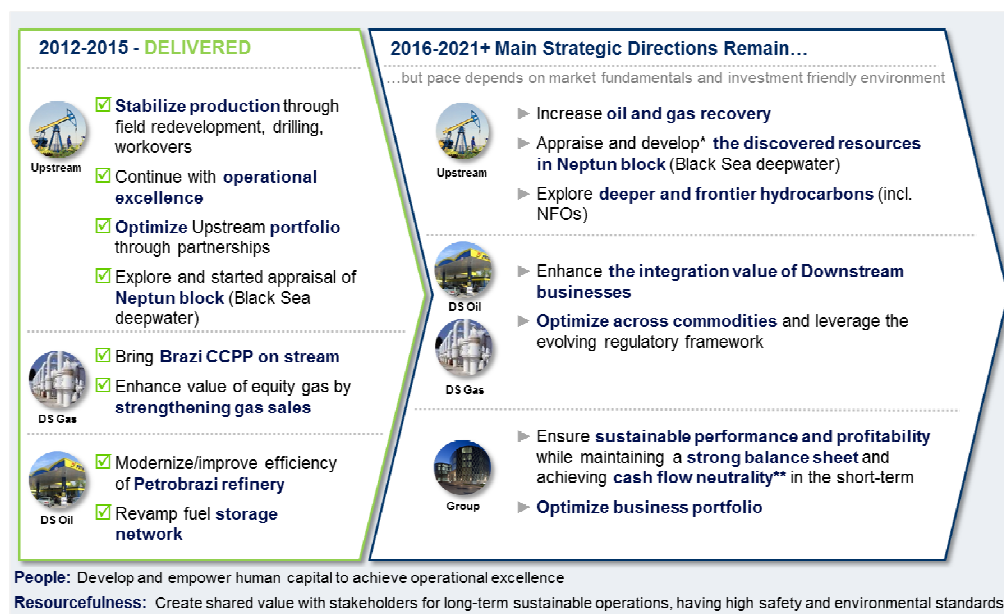 2012-2015 - DELIVERED
Upstream
Stabilize production through
field redevelopment, drilling,
workovers
Continue with operational
excellence
Optimize Upstream portfolio
through partnerships
Explore and started appraisal of
Neptun block (Black Sea
deepwater)
DS Gas
Bring Brazi CCPP on stream
Enhance value of equity gas by
strengthening gas sales
DS Oil
Modernize/improve efficiency
of Petrobrazi refinery
Revamp fuel storage
network
2016-2021+ Main Strategic Directions Remain…
…but pace depends on market fundamentals and investment friendly environment
Upstream
Increase oil and gas recovery
Appraise and develop* the discovered resources
in Neptun block (Black Sea deepwater)
Explore deeper and frontier hydrocarbons (incl.
NFOs)
DS Oil
DS Gas
Enhance the integration value of Downstream
businesses
Optimize across commodities and leverage the
evolving regulatory framework
Group
Ensure sustainable performance and profitability
while maintaining a strong balance sheet and
achieving cash flow neutrality** in the short-term
Optimize business portfolio
People: Develop and empower human capital to achieve operational excellence
Resourcefulness: Create shared value with stakeholders for long-term sustainable operations, having high safety and environmental standards